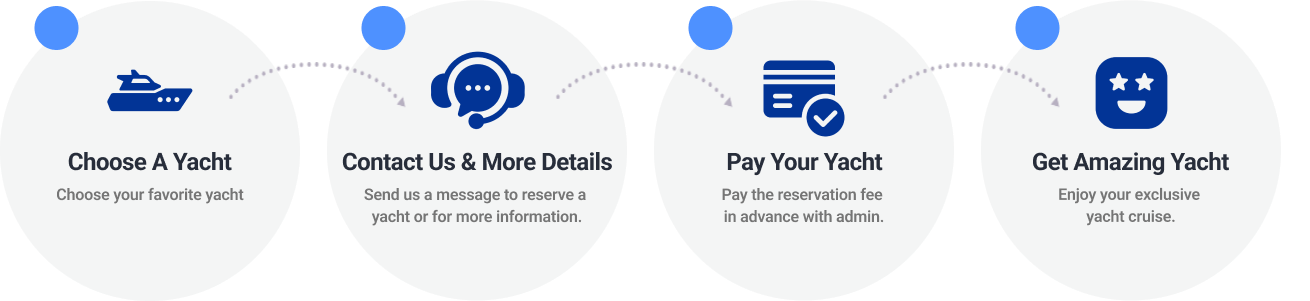 Choose A Yacht
Choose your favorite yacht
Contact Us & More Details
Send us a message to reserve a
yacht or for more information.
Pay Your Yacht
Pay the reservation fee
in advance with admin.
Get Amazing Yacht
Enjoy your exclusive
yacht cruise.